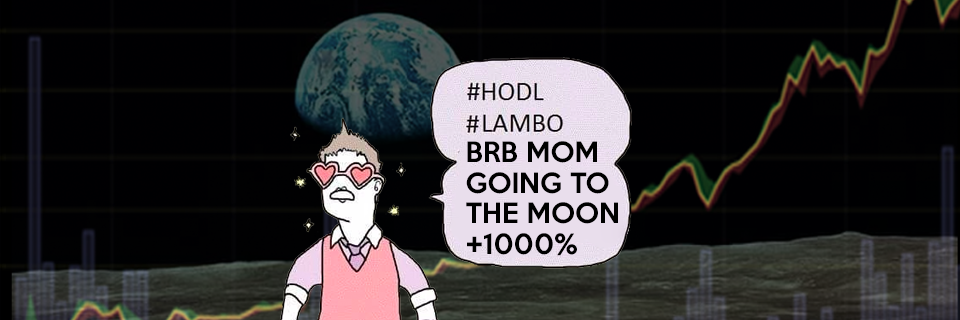 #HODL
#LAMBO
BRB MOM
GOING TO
THE MOON
+1000%